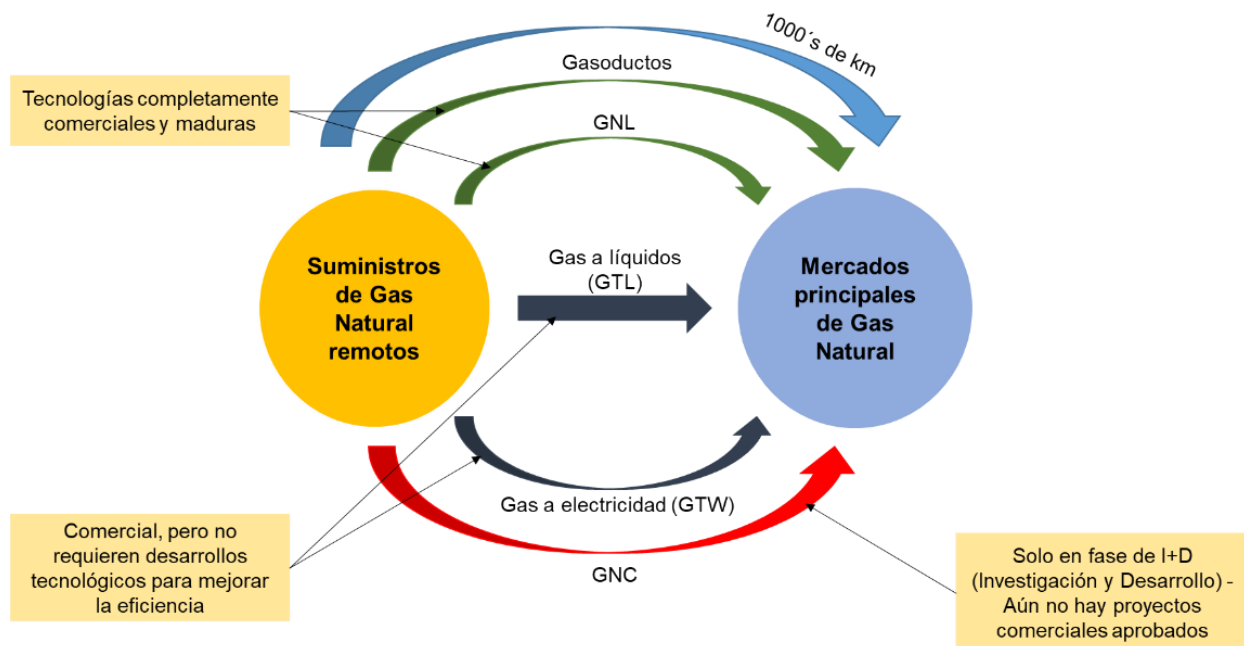 1000´s de km
Gasoductos
Tecnologías completamente
comerciales y maduras
GNL
Suministros
de Gas
Natural
remotos
Gas a líquidos
(GTL)
Mercados
principales
de Gas
Natural
Gas a electricidad (GTW)
GNC
Comercial, pero no
requieren desarrollos
tecnológicos para mejorar
la eficiencia
Solo en fase de I+D
(Investigación y Desarrollo) -
Aún no hay proyectos
comerciales aprobados